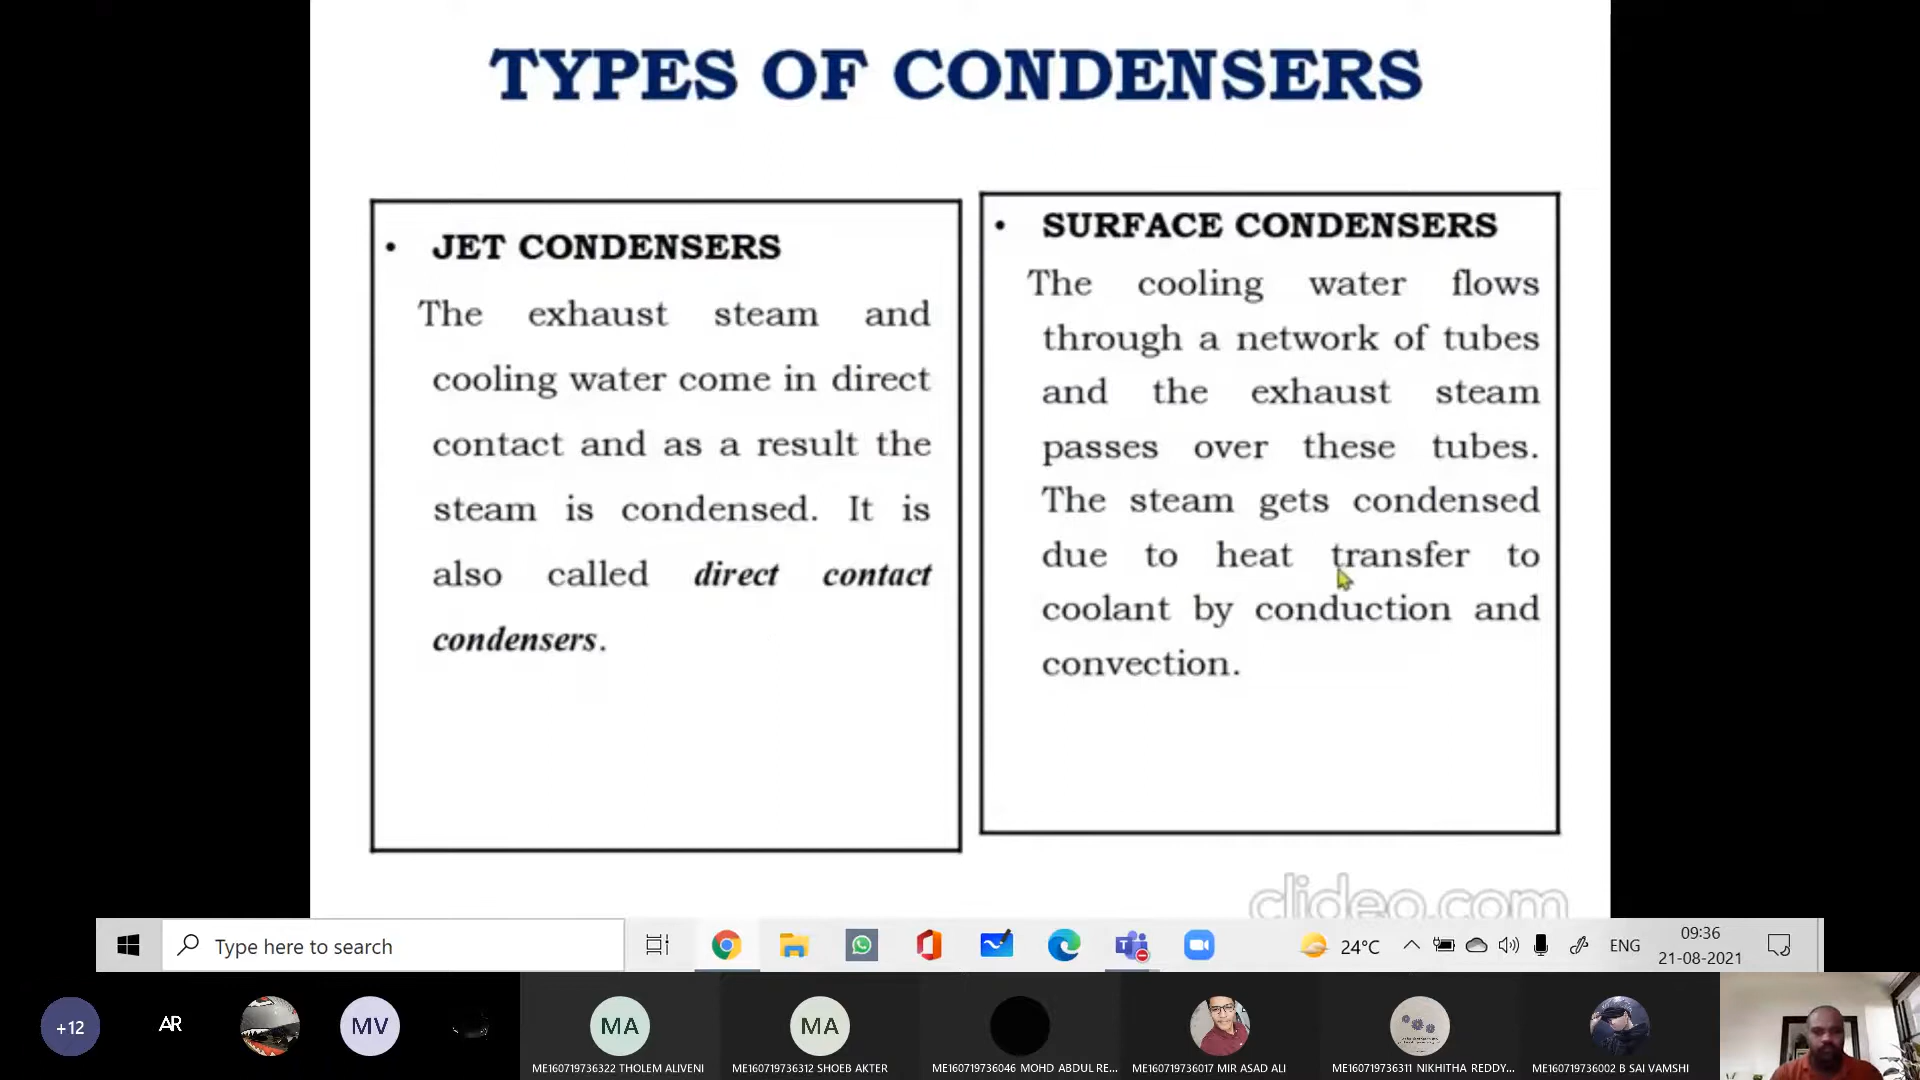 TYPES OF CONDENSERS
• JET CONDENSERS
The exhaust steam and
cooling water come in direct
contact and as a result the
steam is condensed. It is
also called direct contact
condensers.
• SURFACE CONDENSERS
The cooling water flows
through a network of tubes
and the exhaust steam
passes over these tubes.
The steam gets condensed
due to heat transfer to
coolant by conduction and
convection.
clideo.com
Type here to search
24°C
ENG
09:36
21-08-2021
+12
AR
MV
MA
MA
ME160719736322 THOLEM ALIVENI
ME160719736312 SHOEB AKTER
ME160719736046 MOHD ABDUL RE...
ME160719736017 MIR ASAD ALI
ME160719736311 NIKHITHA REDDY...
ME160719736002 B SAI VAMSHI